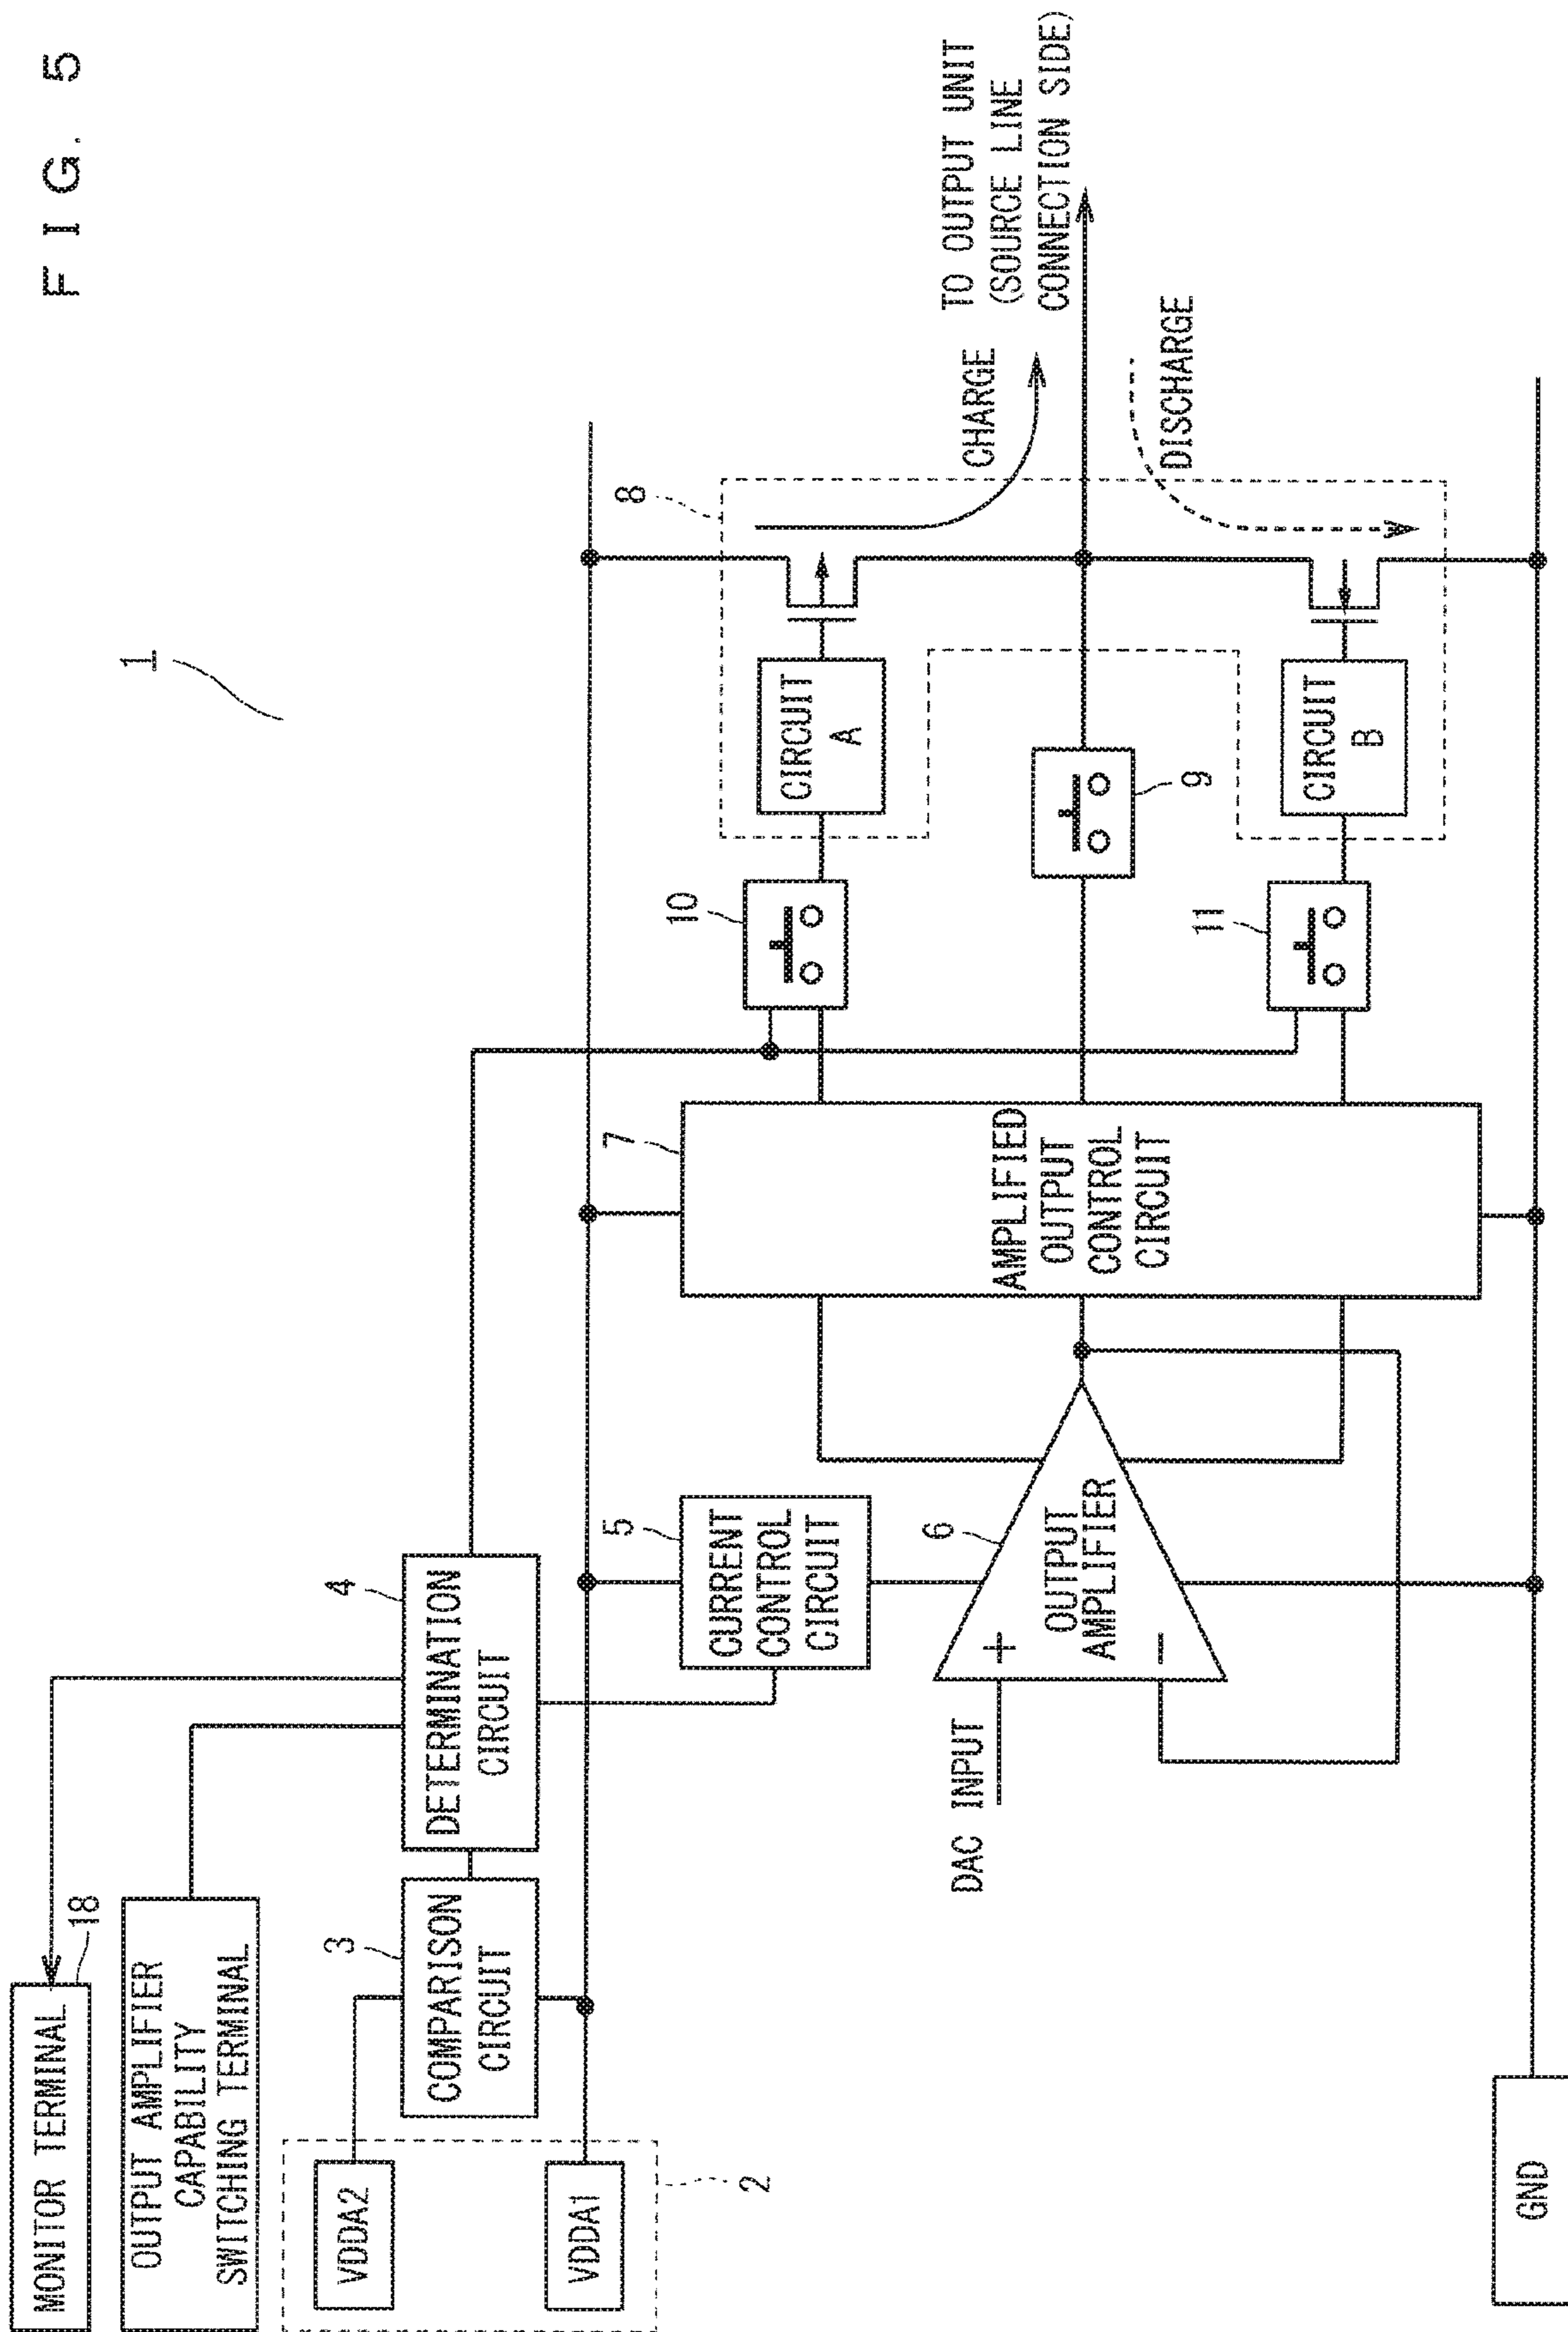 FIG. 5
1
MONITOR TERMINAL
18
OUTPUT AMPLIFIER
CAPABILITY
SWITCHING TERMINAL
VDDA2
VDDA1
2
3
COMPARISON
CIRCUIT
4
DETERMINATION
CIRCUIT
5
CURRENT
CONTROL
CIRCUIT
DAC INPUT
+
−
6
OUTPUT
AMPLIFIER
7
AMPLIFIED
OUTPUT
CONTROL
CIRCUIT
10
9
11
8
CIRCUIT
A
CIRCUIT
B
CHARGE
DISCHARGE
TO OUTPUT UNIT
(SOURCE LINE
CONNECTION SIDE)
GND